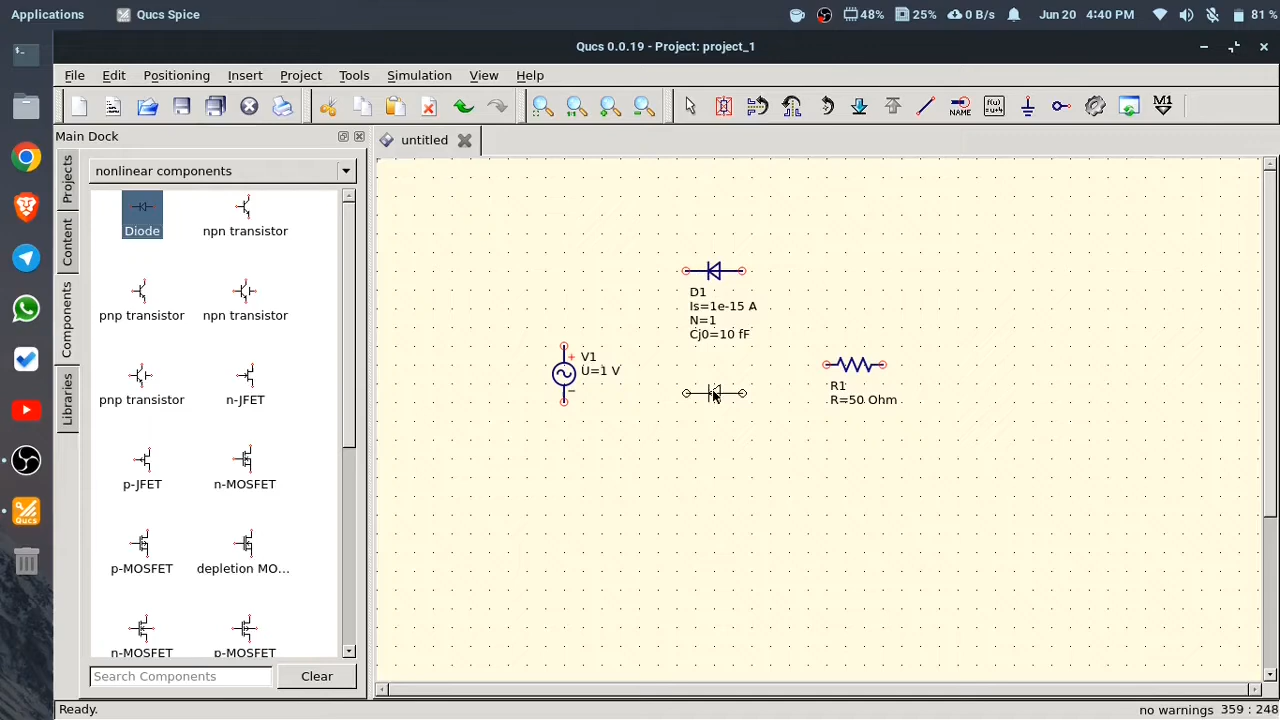 Applications
Qucs Spice
48%
25%
0 B/s
Jun 20
4:40 PM
81 %
Qucs 0.0.19 - Project: project_1
File
Edit
Positioning
Insert
Project
Tools
Simulation
View
Help
NAME
M1
Main Dock
untitled
Projects
Content
Components
Libraries
nonlinear components
Diode
npn transistor
pnp transistor
npn transistor
pnp transistor
n-JFET
p-JFET
n-MOSFET
p-MOSFET
depletion MO...
n-MOSFET
p-MOSFET
Search Components
Clear
D1
Is=1e-15 A
N=1
Cj0=10 fF
V1
U=1 V
R1
R=50 Ohm
Qucs
Ready.
no warnings
359 : 248